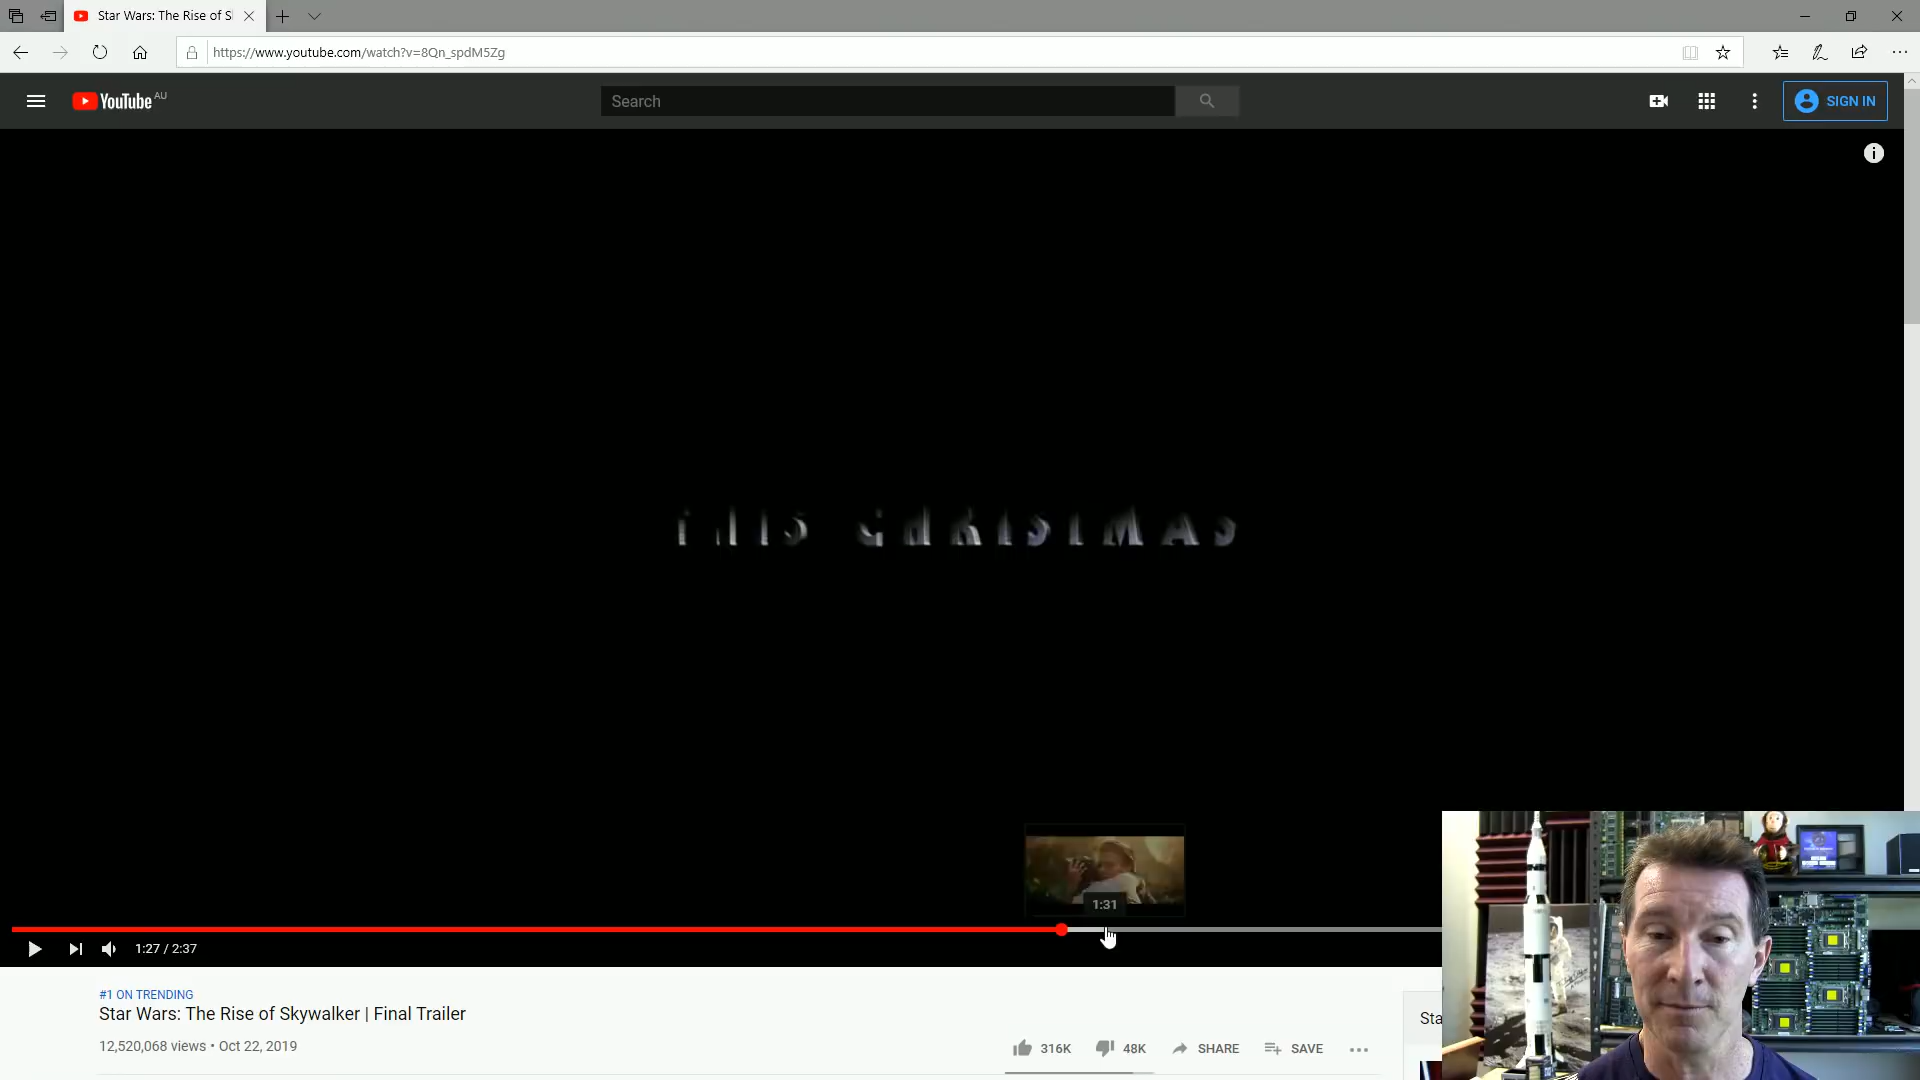 Star Wars: The Rise of S
https://www.youtube.com/watch?v=8Qn_spdM5Zg
YouTube AU
Search
SIGN IN
THIS CHRISTMAS
1:31
1:27 / 2:37
#1 ON TRENDING
Star Wars: The Rise of Skywalker | Final Trailer
12,520,068 views • Oct 22, 2019
316K
48K
SHARE
SAVE
Sta